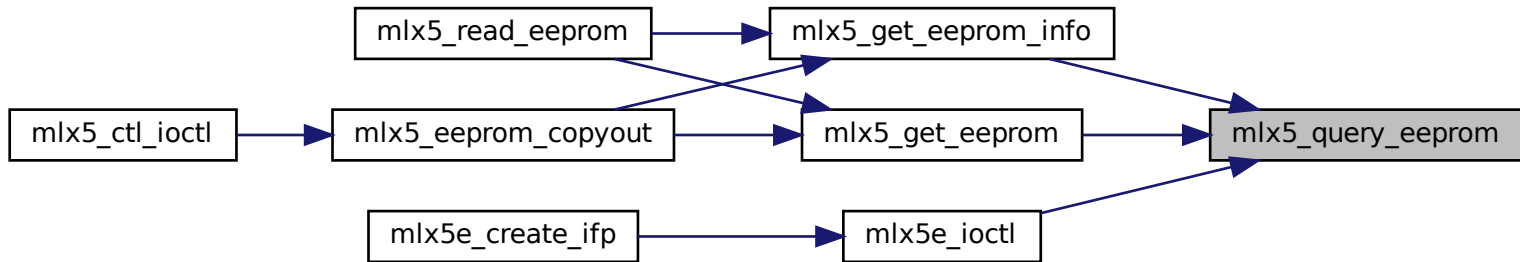 mlx5_read_eeprom
mlx5_get_eeprom_info
mlx5_ctl_ioctl
mlx5_eeprom_copyout
mlx5_get_eeprom
mlx5_query_eeprom
mlx5e_create_ifp
mlx5e_ioctl